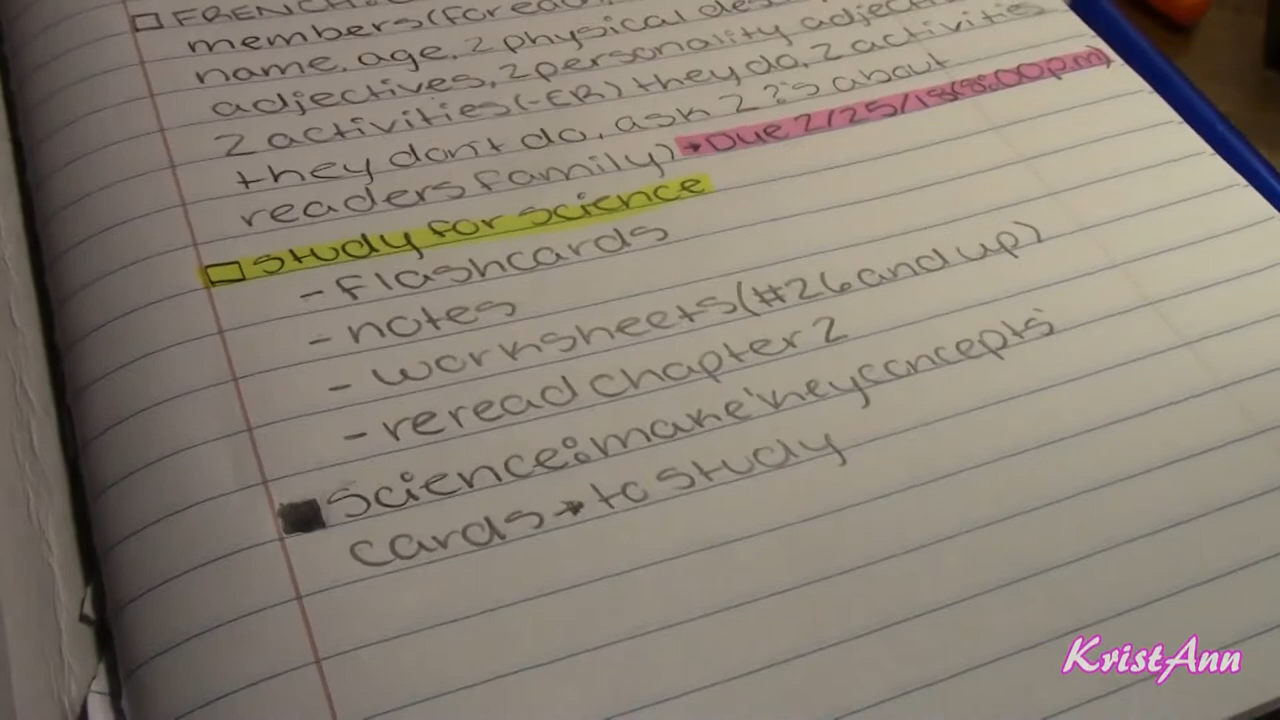 □ FRENCH:
members (for each
name, age, 2 physical des
adjectives, 2 personality adjecti
2 activities (-ER) they do, 2 activities
they don't do, ask 2 ?s about
readers family) → Due 2/25/18 (8:00p.m)
□ study for science
- flashcards
- notes
- worksheets (#26 and up)
- reread chapter 2
■ science: make key concepts
cards → to study
KristAnn